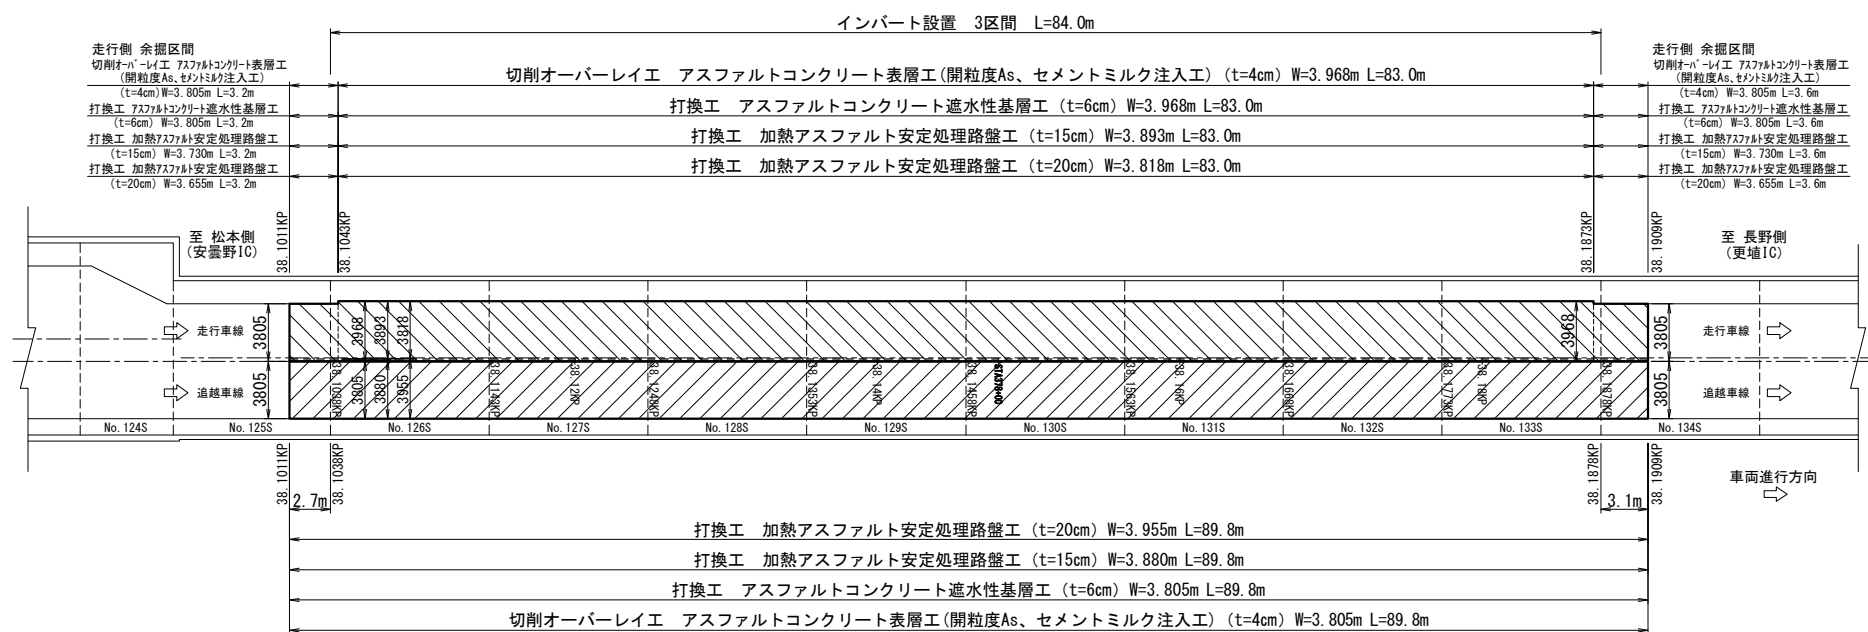 インバート設置 3区間 L=84.0m
走行側 余掘区間
切削オーバーレイエ アスファルトコンクリート表層工
(開粒度As、セメントミルク注入工)
(t=4cm) W=3.805m L=3.2m
打換工 アスファルトコンクリート遮水性基層工
(t=6cm) W=3.805m L=3.2m
打換工 加熱アスファルト安定処理路盤工
(t=15cm) W=3.730m L=3.2m
打換工 加熱アスファルト安定処理路盤工
(t=20cm) W=3.655m L=3.2m
切削オーバーレイ工 アスファルトコンクリート表層工(開粒度As、セメントミルク注入工) (t=4cm) W=3.968m L=83.0m
打換工 アスファルトコンクリート遮水性基層工 (t=6cm) W=3.968m L=83.0m
打換工 加熱アスファルト安定処理路盤工 (t=15cm) W=3.893m L=83.0m
打換工 加熱アスファルト安定処理路盤工 (t=20cm) W=3.818m L=83.0m
走行側 余掘区間
切削オーバーレイエ アスファルトコンクリート表層工
(開粒度As、セメントミルク注入工)
(t=4cm) W=3.805m L=3.6m
打換工 アスファルトコンクリート遮水性基層工
(t=6cm) W=3.805m L=3.6m
打換工 加熱アスファルト安定処理路盤工
(t=15cm) W=3.730m L=3.6m
打換工 加熱アスファルト安定処理路盤工
(t=20cm) W=3.655m L=3.6m
至 松本側
(安曇野IC)
38.1011KP
38.1043KP
38.1873KP
38.1909KP
至 長野側
(更埴IC)
走行車線
3805
3968
3893
3818
3968
3805
走行車線
追越車線
3805
38.1038KP
3805
3880
3955
38.1143KP
38.12KP
38.1248KP
38.1353KP
38.14KP
38.1458KP
STA378+00
38.1563KP
38.16KP
38.1668KP
38.1773KP
38.18KP
38.1878KP
3805
追越車線
No.124S
No.125S
No.126S
No.127S
No.128S
No.129S
No.130S
No.131S
No.132S
No.133S
No.134S
38.1011KP
38.1038KP
38.1878KP
38.1909KP
2.7m
3.1m
車両進行方向
打換工 加熱アスファルト安定処理路盤工 (t=20cm) W=3.955m L=89.8m
打換工 加熱アスファルト安定処理路盤工 (t=15cm) W=3.880m L=89.8m
打換工 アスファルトコンクリート遮水性基層工 (t=6cm) W=3.805m L=89.8m
切削オーバーレイ工 アスファルトコンクリート表層工(開粒度As、セメントミルク注入工) (t=4cm) W=3.805m L=89.8m